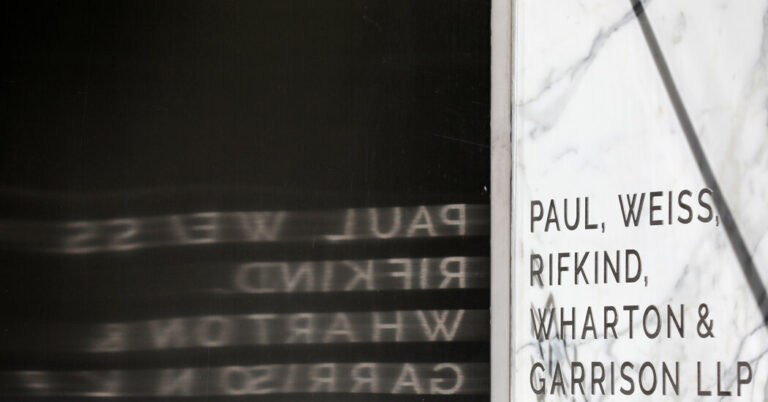 PAUL, WEISS,
RIFKIND,
WHARTON &
GARRISON LLP